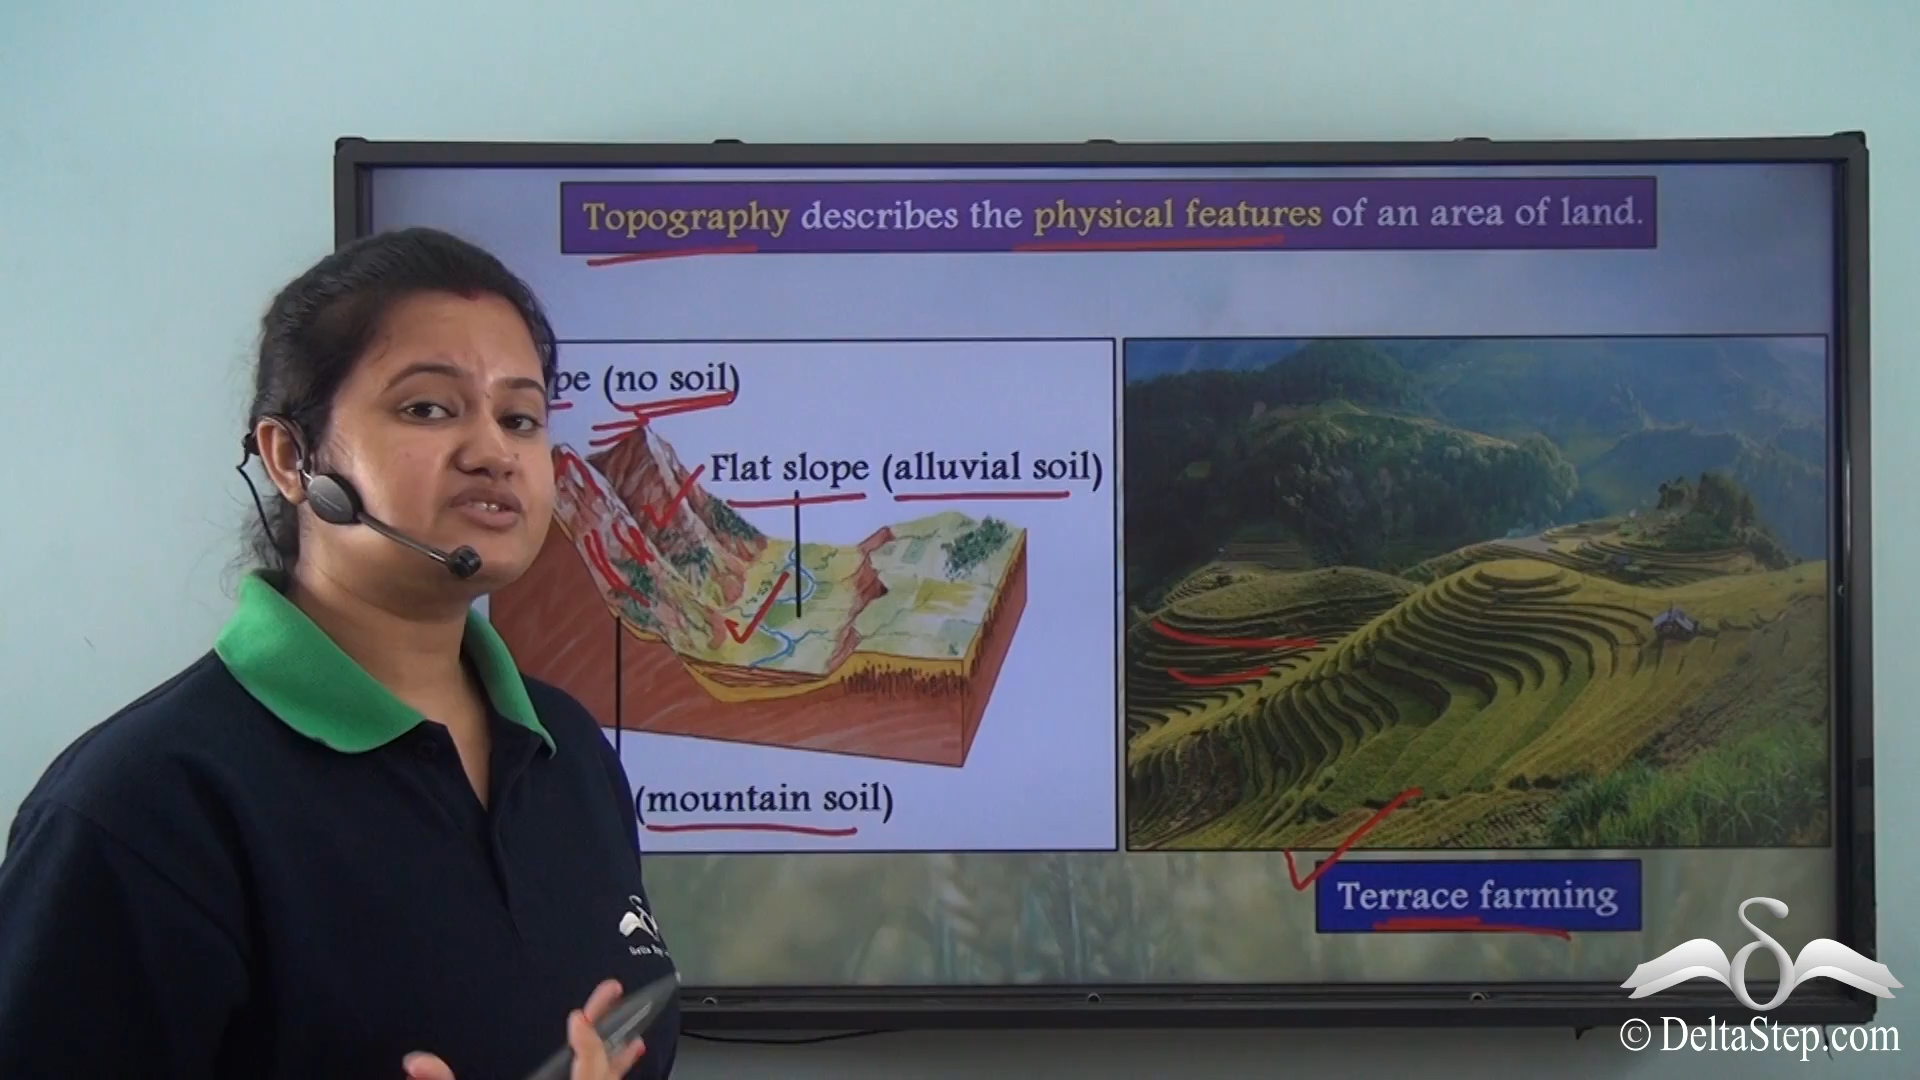 Topography describes the physical features of an area of land.
pe (no soil)
Flat slope (alluvial soil)
(mountain soil)
Terrace farming
© DeltaStep.com